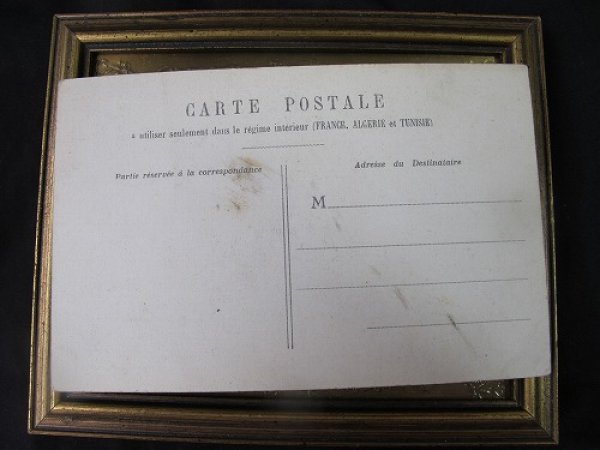 CARTE POSTALE
à utiliser seulement dans le régime intérieur (FRANCE, ALGERIE et TUNISIE)
Partie réservée à la correspondance
Adresse du Destinataire
M